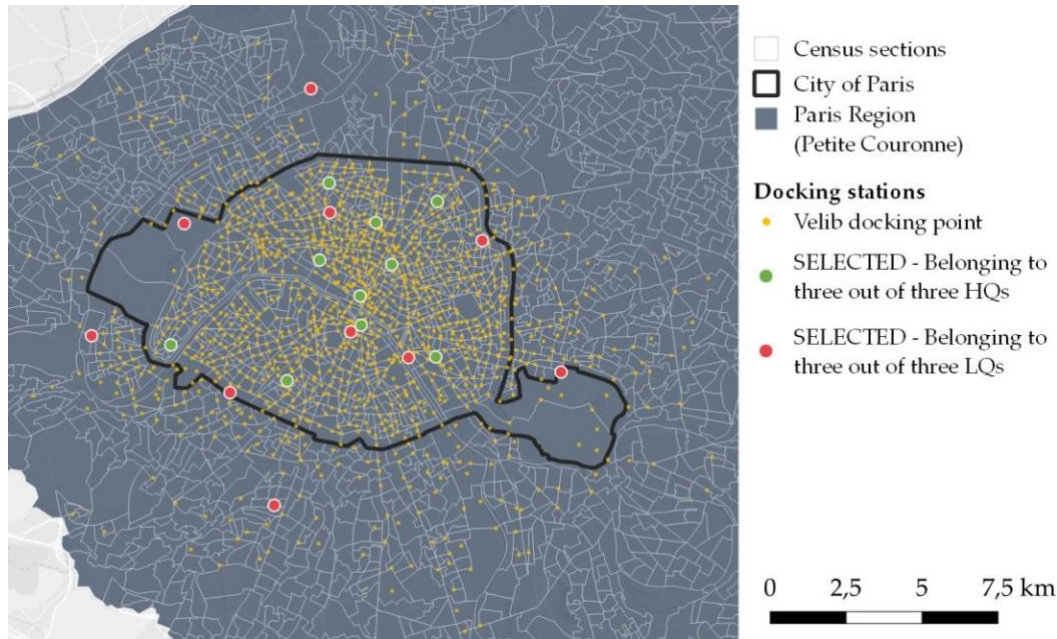 Census sections
City of Paris
Paris Region
(Petite Couronne)
Docking stations
Velib docking point
SELECTED - Belonging to
three out of three HQs
SELECTED - Belonging to
three out of three LQs
0 2,5 5 7,5 km